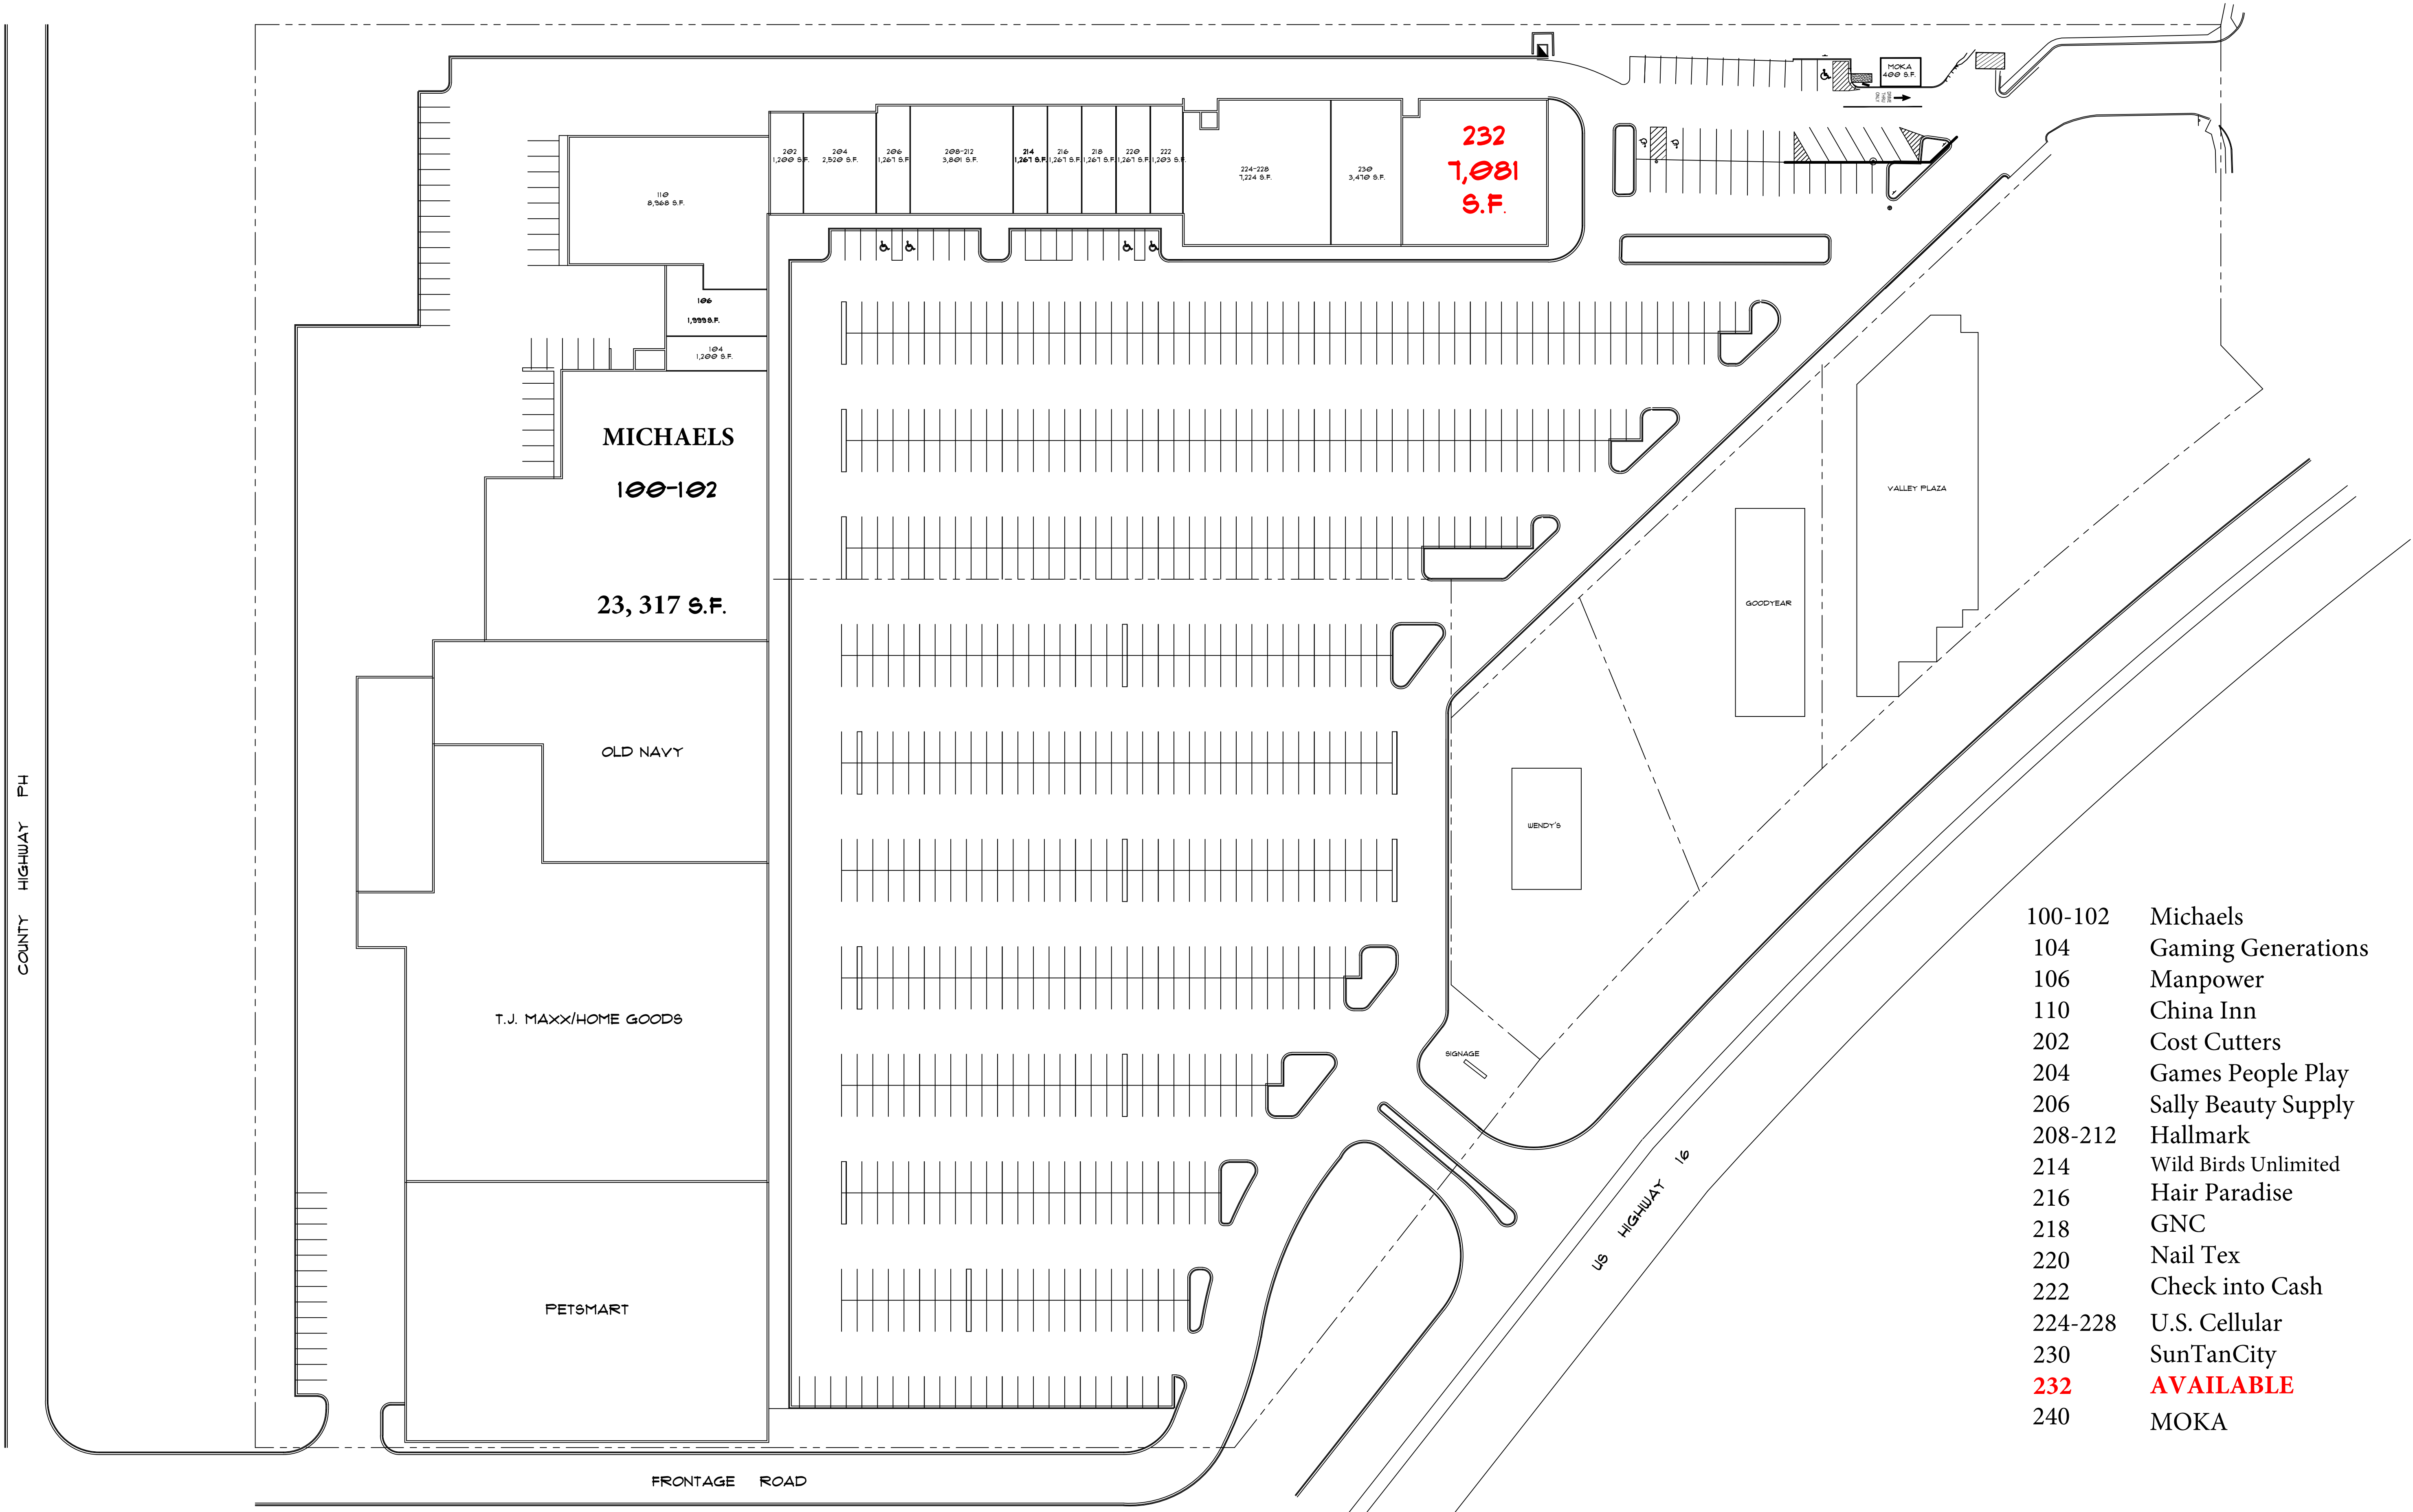 MOKA
400 S.F.
DRIVE
THRU
ONLY
232
7,081
S.F.
202
1,200 S.F.
204
2,520 S.F.
206
1,267 S.F.
208-212
3,801 S.F.
214
1,267 S.F.
216
1,267 S.F.
218
1,267 S.F.
220
1,267 S.F.
222
1,203 S.F.
224-228
7,224 S.F.
230
3,470 S.F.
110
8,968 S.F.
106
1,999 S.F.
104
1,200 S.F.
MICHAELS
100-102
23, 317 S.F.
VALLEY PLAZA
GOODYEAR
OLD NAVY
WENDY'S
COUNTY HIGHWAY PH
T.J. MAXX/HOME GOODS
SIGNAGE
US HIGHWAY 16
PETSMART
FRONTAGE ROAD
100-102 Michaels
104 Gaming Generations
106 Manpower
110 China Inn
202 Cost Cutters
204 Games People Play
206 Sally Beauty Supply
208-212 Hallmark
214 Wild Birds Unlimited
216 Hair Paradise
218 GNC
220 Nail Tex
222 Check into Cash
224-228 U.S. Cellular
230 SunTanCity
232 AVAILABLE
240 MOKA